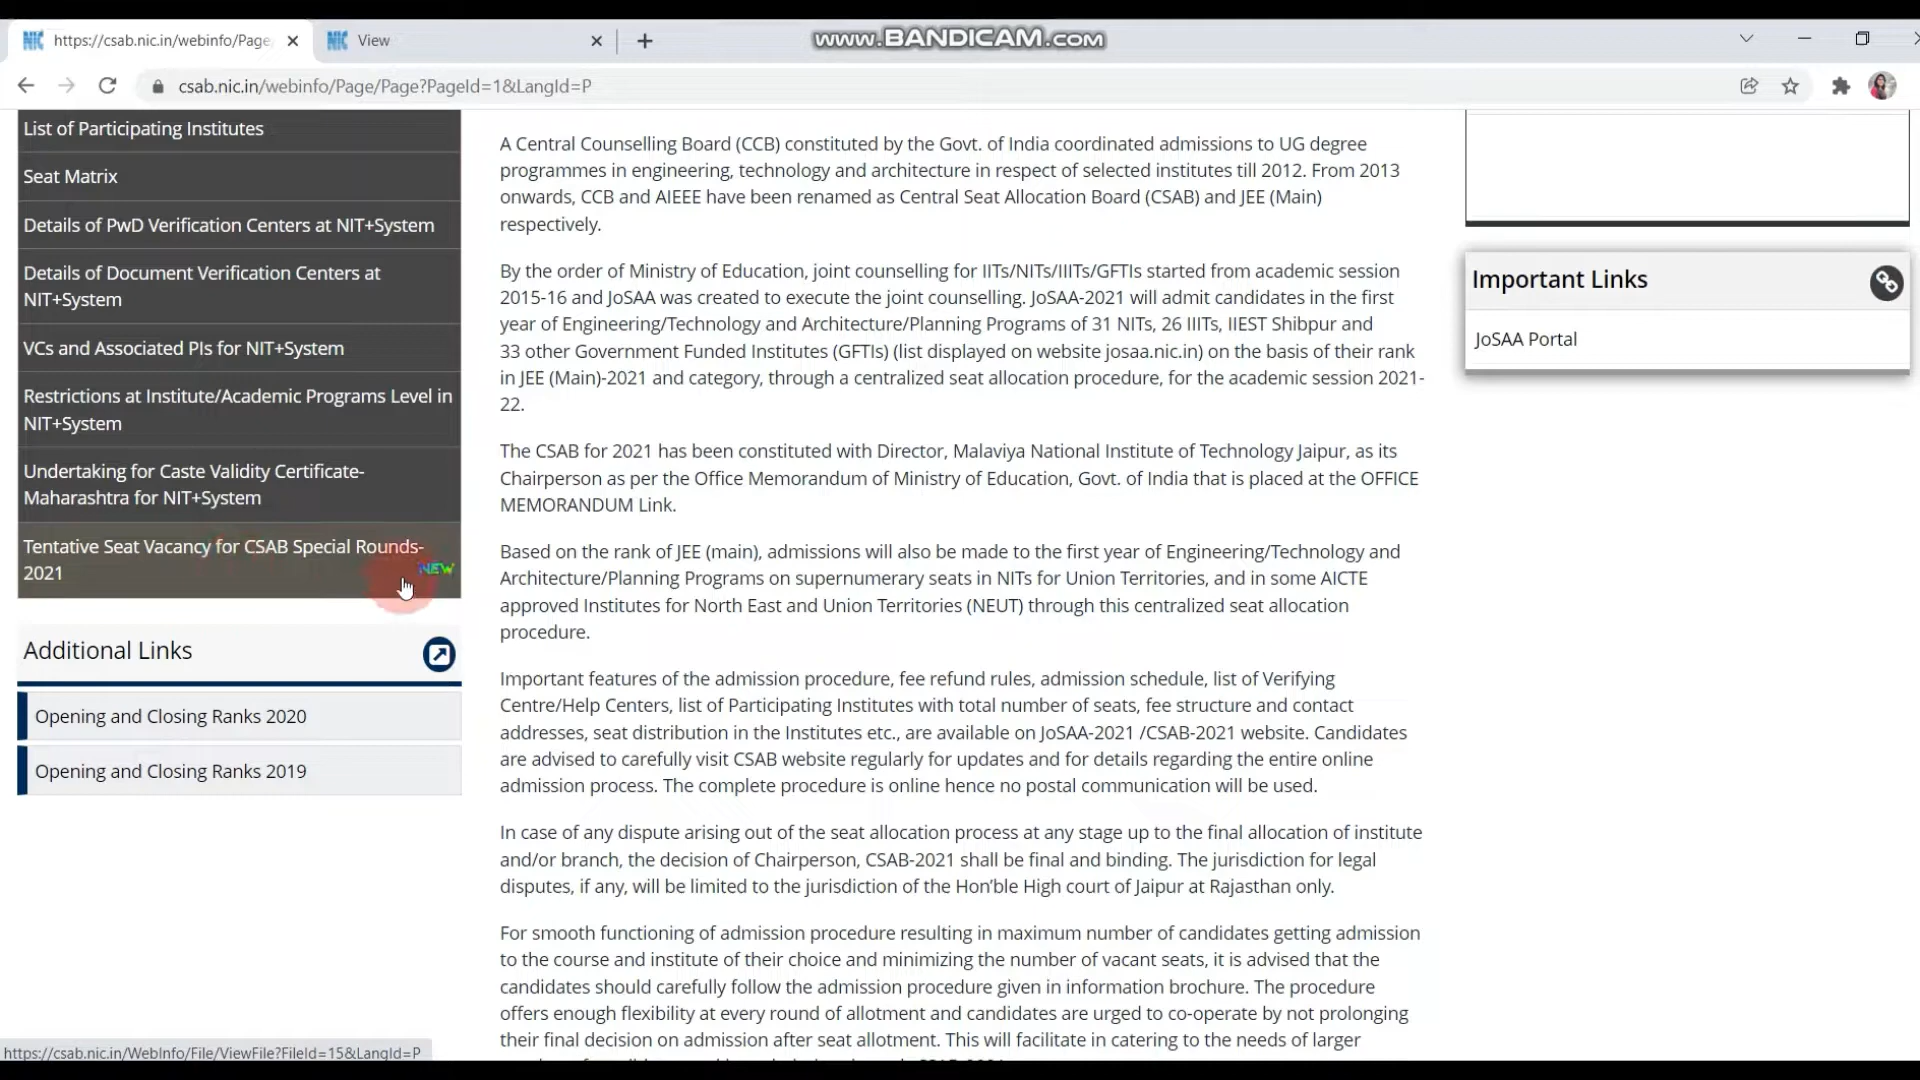 https://csab.nic.in/webinfo/Page
View
www.BANDICAM.com
csab.nic.in/webinfo/Page/Page?PageId=1&LangId=P
List of Participating Institutes
Seat Matrix
Details of PwD Verification Centers at NIT+System
Details of Document Verification Centers at
NIT+System
VCs and Associated PIs for NIT+System
Restrictions at Institute/Academic Programs Level in
NIT+System
Undertaking for Caste Validity Certificate-
Maharashtra for NIT+System
Tentative Seat Vacancy for CSAB Special Rounds-
2021
NEW
Additional Links
Opening and Closing Ranks 2020
Opening and Closing Ranks 2019
A Central Counselling Board (CCB) constituted by the Govt. of India coordinated admissions to UG degree
programmes in engineering, technology and architecture in respect of selected institutes till 2012. From 2013
onwards, CCB and AIEEE have been renamed as Central Seat Allocation Board (CSAB) and JEE (Main)
respectively.
By the order of Ministry of Education, joint counselling for IITs/NITs/IIITs/GFTIs started from academic session
2015-16 and JoSAA was created to execute the joint counselling. JoSAA-2021 will admit candidates in the first
year of Engineering/Technology and Architecture/Planning Programs of 31 NITs, 26 IIITs, IIEST Shibpur and
33 other Government Funded Institutes (GFTIs) (list displayed on website josaa.nic.in) on the basis of their rank
in JEE (Main)-2021 and category, through a centralized seat allocation procedure, for the academic session 2021-
22.
The CSAB for 2021 has been constituted with Director, Malaviya National Institute of Technology Jaipur, as its
Chairperson as per the Office Memorandum of Ministry of Education, Govt. of India that is placed at the OFFICE
MEMORANDUM Link.
Based on the rank of JEE (main), admissions will also be made to the first year of Engineering/Technology and
Architecture/Planning Programs on supernumerary seats in NITs for Union Territories, and in some AICTE
approved Institutes for North East and Union Territories (NEUT) through this centralized seat allocation
procedure.
Important features of the admission procedure, fee refund rules, admission schedule, list of Verifying
Centre/Help Centers, list of Participating Institutes with total number of seats, fee structure and contact
addresses, seat distribution in the Institutes etc., are available on JoSAA-2021 /CSAB-2021 website. Candidates
are advised to carefully visit CSAB website regularly for updates and for details regarding the entire online
admission process. The complete procedure is online hence no postal communication will be used.
In case of any dispute arising out of the seat allocation process at any stage up to the final allocation of institute
and/or branch, the decision of Chairperson, CSAB-2021 shall be final and binding. The jurisdiction for legal
disputes, if any, will be limited to the jurisdiction of the Hon’ble High court of Jaipur at Rajasthan only.
For smooth functioning of admission procedure resulting in maximum number of candidates getting admission
to the course and institute of their choice and minimizing the number of vacant seats, it is advised that the
candidates should carefully follow the admission procedure given in information brochure. The procedure
offers enough flexibility at every round of allotment and candidates are urged to co-operate by not prolonging
their final decision on admission after seat allotment. This will facilitate in catering to the needs of larger
Important Links
JoSAA Portal
https://csab.nic.in/WebInfo/File/ViewFile?FileId=15&LangId=P